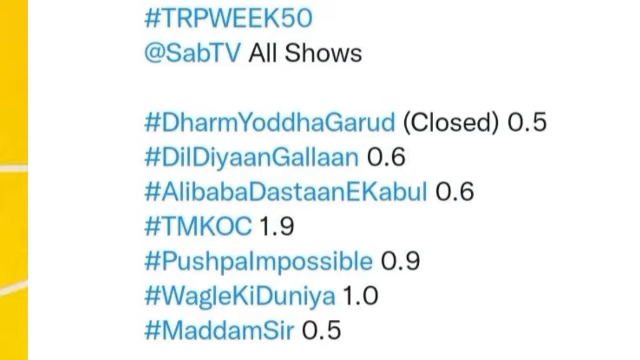 #TRPWEEK50
@SabTV All Shows
#DharmYoddhaGarud (Closed) 0.5
#DilDiyaanGallaan 0.6
#AlibabaDastaanEKabul 0.6
#TMKOC 1.9
#PushpaImpossible 0.9
#WagleKiDuniya 1.0
#MaddamSir 0.5